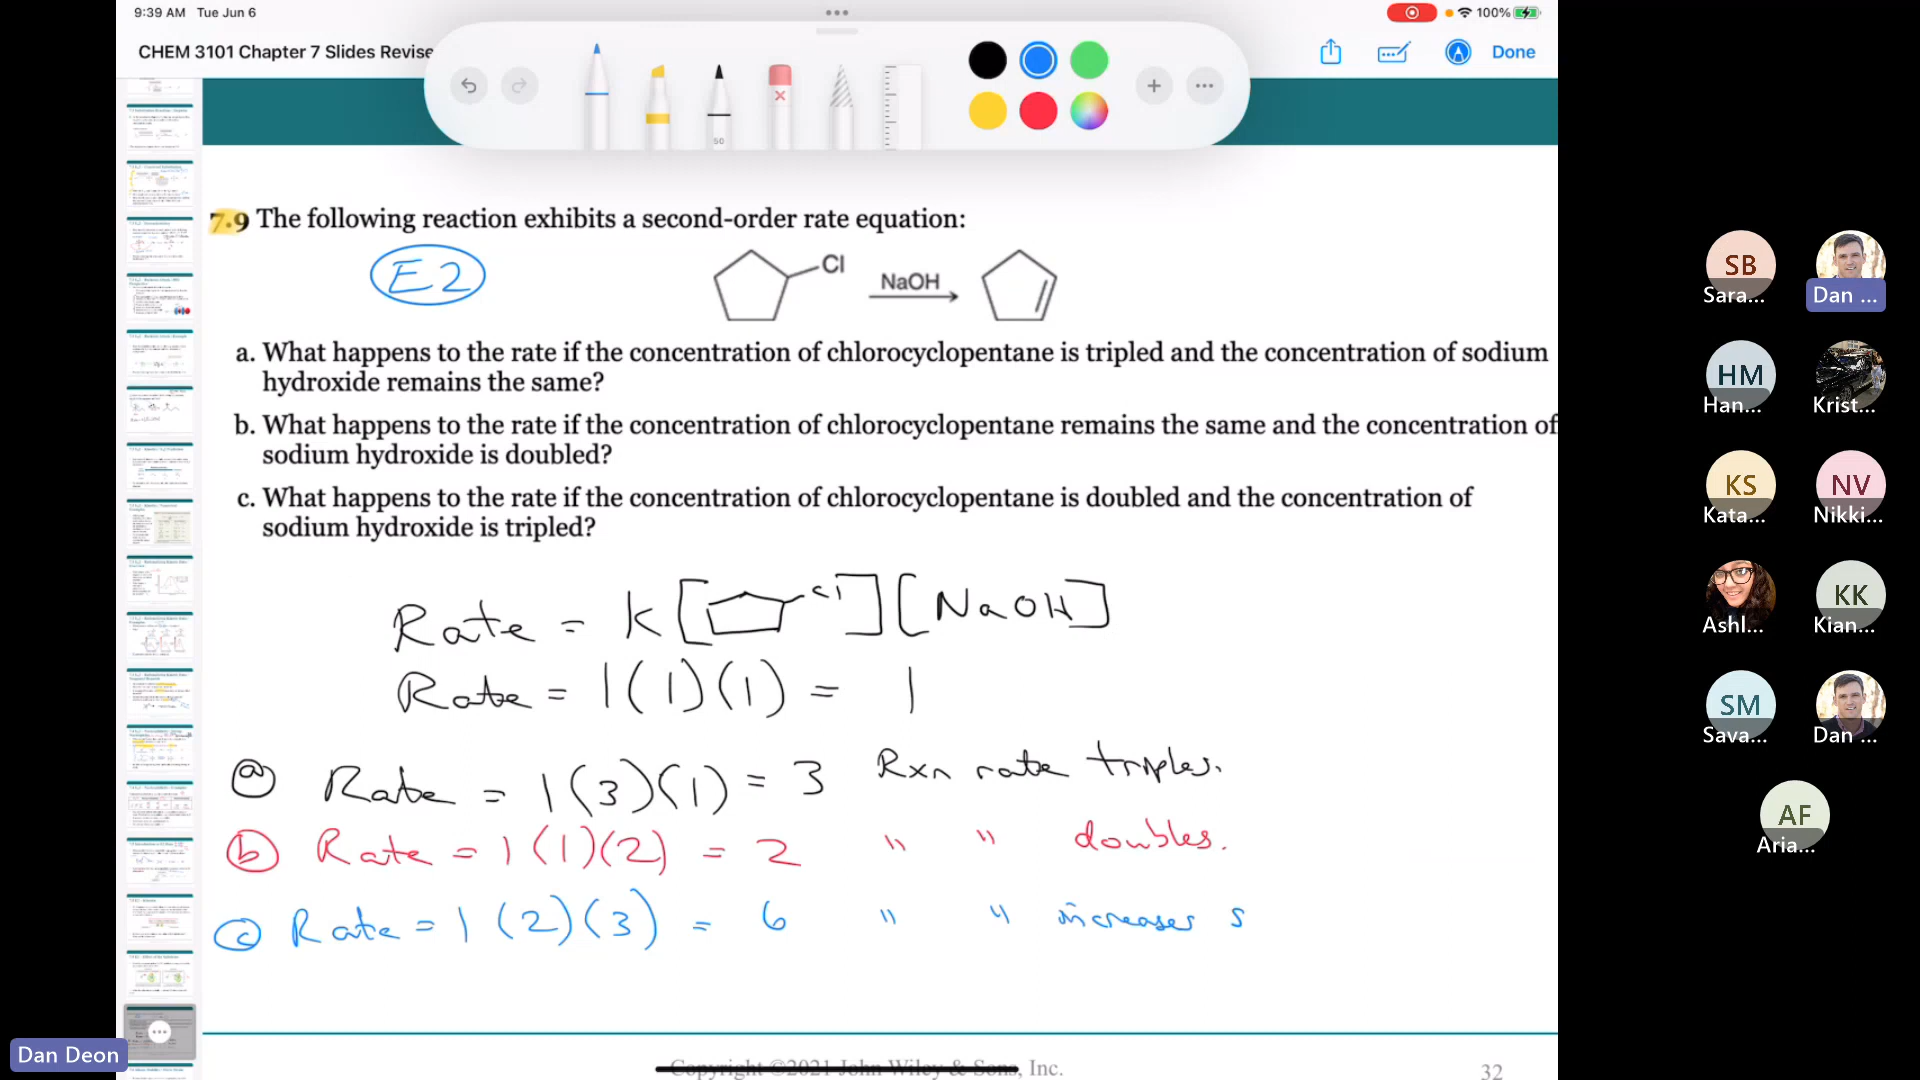 9:39 AM Tue Jun 6
100%
CHEM 3101 Chapter 7 Slides Revise
Done
50
7.9 The following reaction exhibits a second-order rate equation:
E2
Cl
NaOH
a. What happens to the rate if the concentration of chlorocyclopentane is tripled and the concentration of sodium
hydroxide remains the same?
b. What happens to the rate if the concentration of chlorocyclopentane remains the same and the concentration of
sodium hydroxide is doubled?
c. What happens to the rate if the concentration of chlorocyclopentane is doubled and the concentration of
sodium hydroxide is tripled?
Rate = k [ Cl ] [NaOH]
Rate = 1 (1) (1) = 1
a Rate = 1 (3) (1) = 3 Rxn rate triples.
b Rate = 1 (1) (2) = 2 " " doubles.
c Rate = 1 (2) (3) = 6 " " increases s
Copyright ©2021 John Wiley & Sons, Inc.
32
Dan Deon
SB
Sara...
Dan ...
HM
Han...
Krist...
KS
Kata...
NV
Nikki...
Ashl...
KK
Kian...
SM
Sava...
Dan ...
AF
Aria...